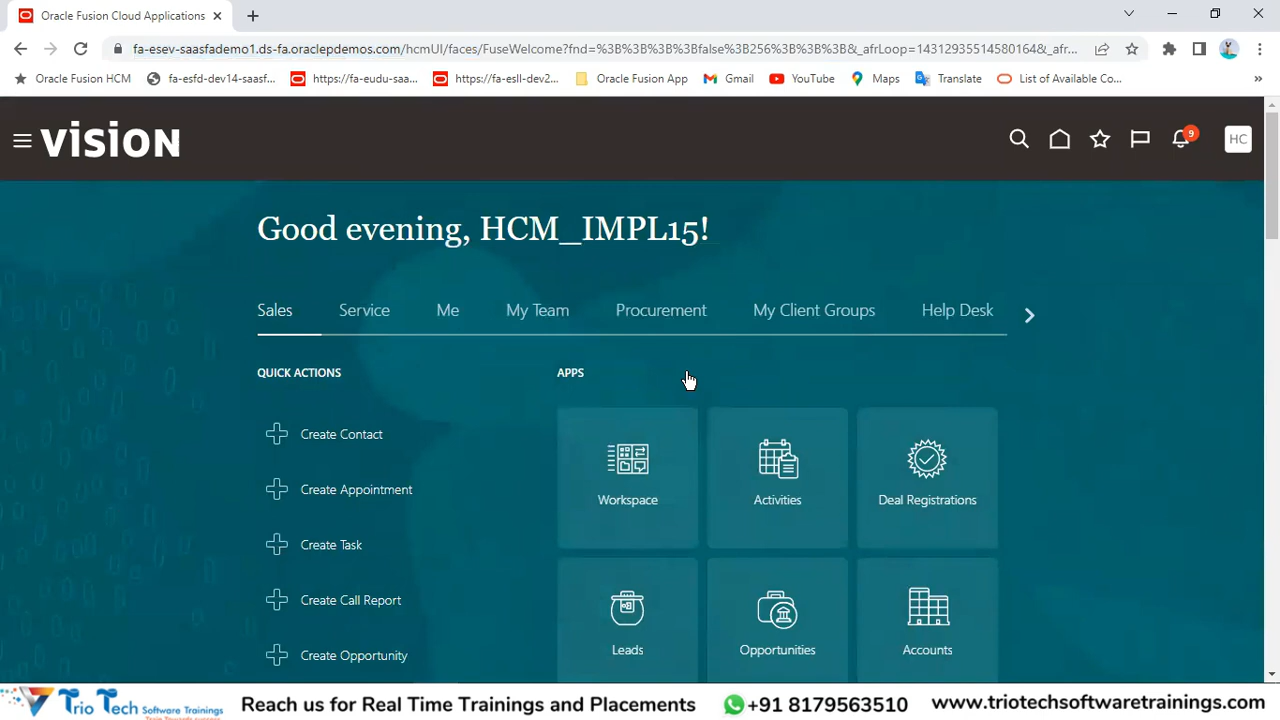 Oracle Fusion Cloud Applications
fa-esev-saasfademo1.ds-fa.oraclepdemos.com/hcmUI/faces/FuseWelcome?fnd=%3B%3B%3B%3Bfalse%3B256%3B%3B%3B&_afrLoop=143129355145801 64&_afr...
Oracle Fusion HCM
fa-esfd-dev14-saasf...
https://fa-eudu-saa...
https://fa-esll-dev2...
Oracle Fusion App
Gmail
YouTube
Maps
Translate
List of Available Co...
»
VISION
9
HC
Good evening, HCM_IMPL15!
Sales Service Me My Team Procurement My Client Groups Help Desk
QUICK ACTIONS
Create Contact
Create Appointment
Create Task
Create Call Report
Create Opportunity
APPS
Workspace
Activities
Deal Registrations
Leads
Opportunities
Accounts
Trio Tech Software Trainings
Reach us for Real Time Trainings and Placements
+91 8179563510
www.triotechsoftwaretrainings.com